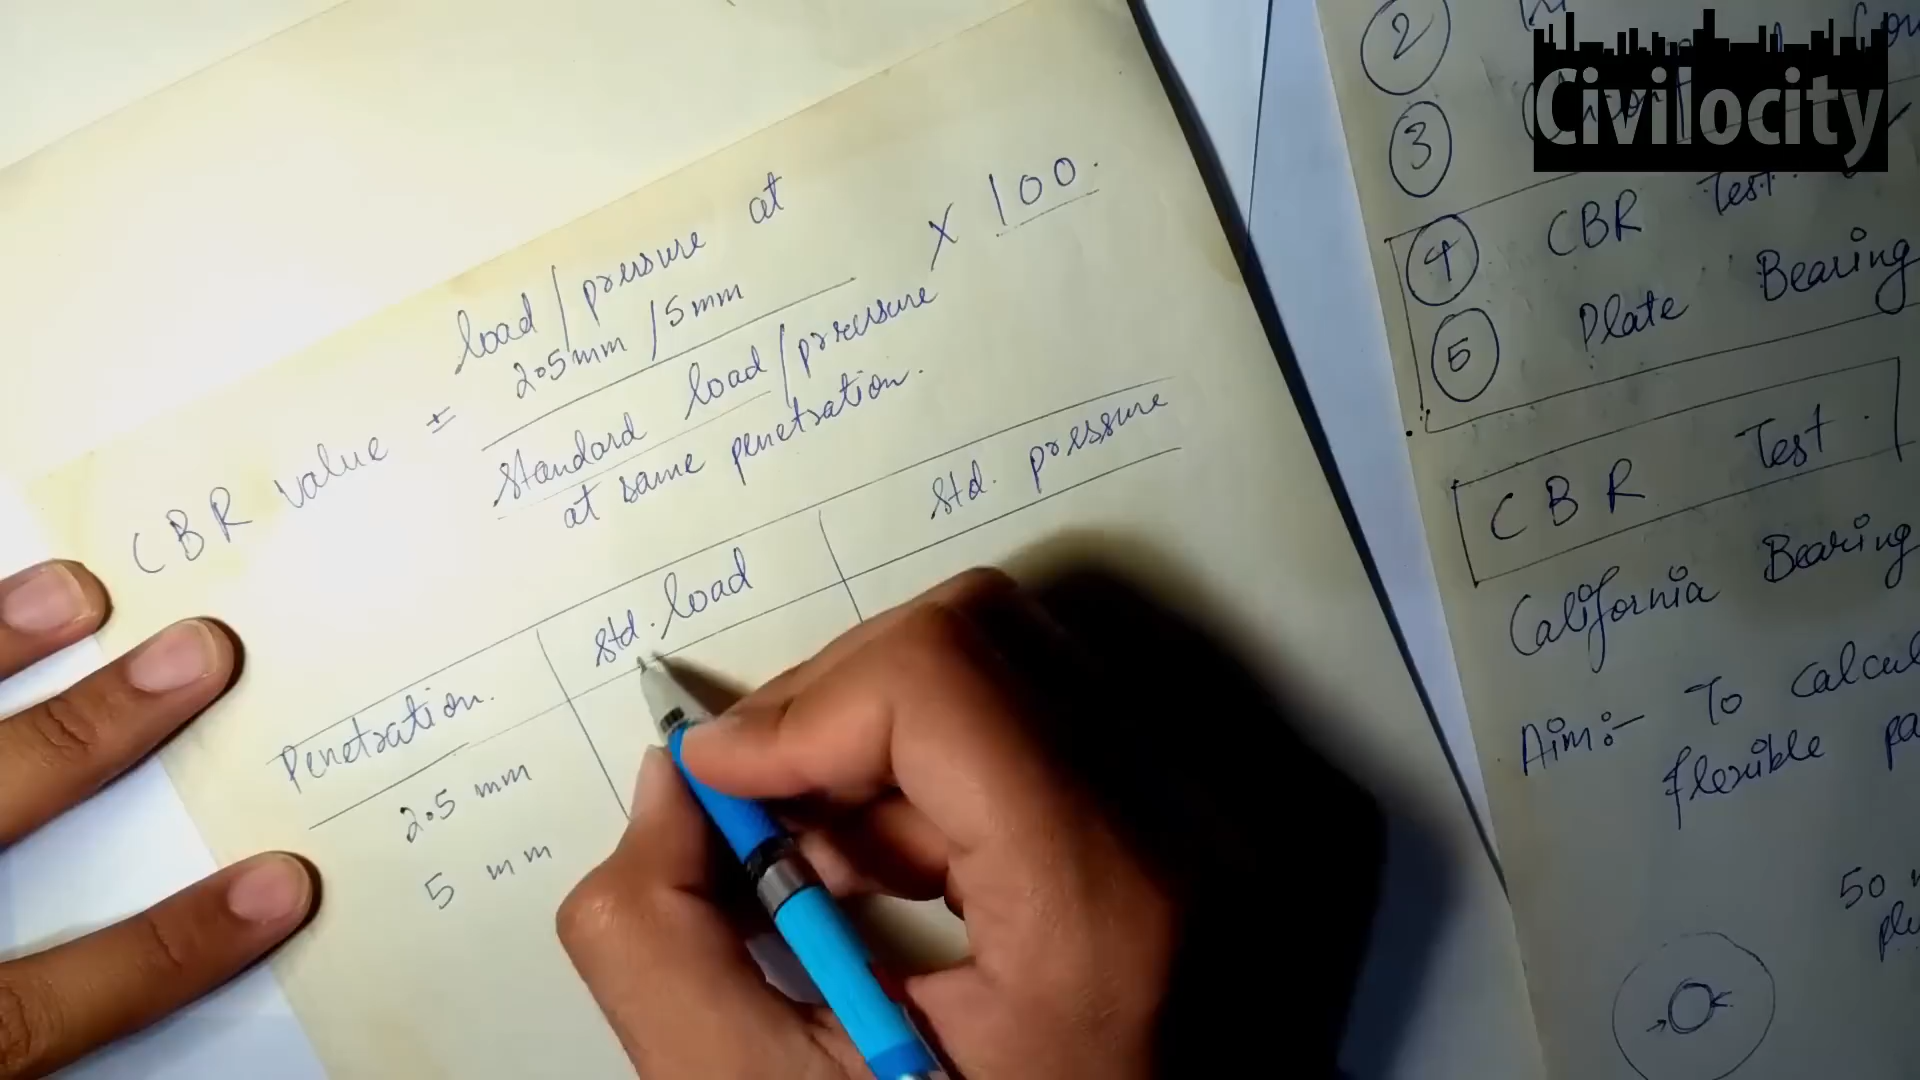 load/pressure at
2.5mm/5mm
CBR value = × 100.
Standard load/pressure
at same penetration.
Penetration. Std. load Std. pressure
2.5 mm
5 mm
Civilocity
2
3
4 CBR Test.
5 Plate Bearing
CBR Test.
California Bearing
Aim:- To calcul
flexible pa
50